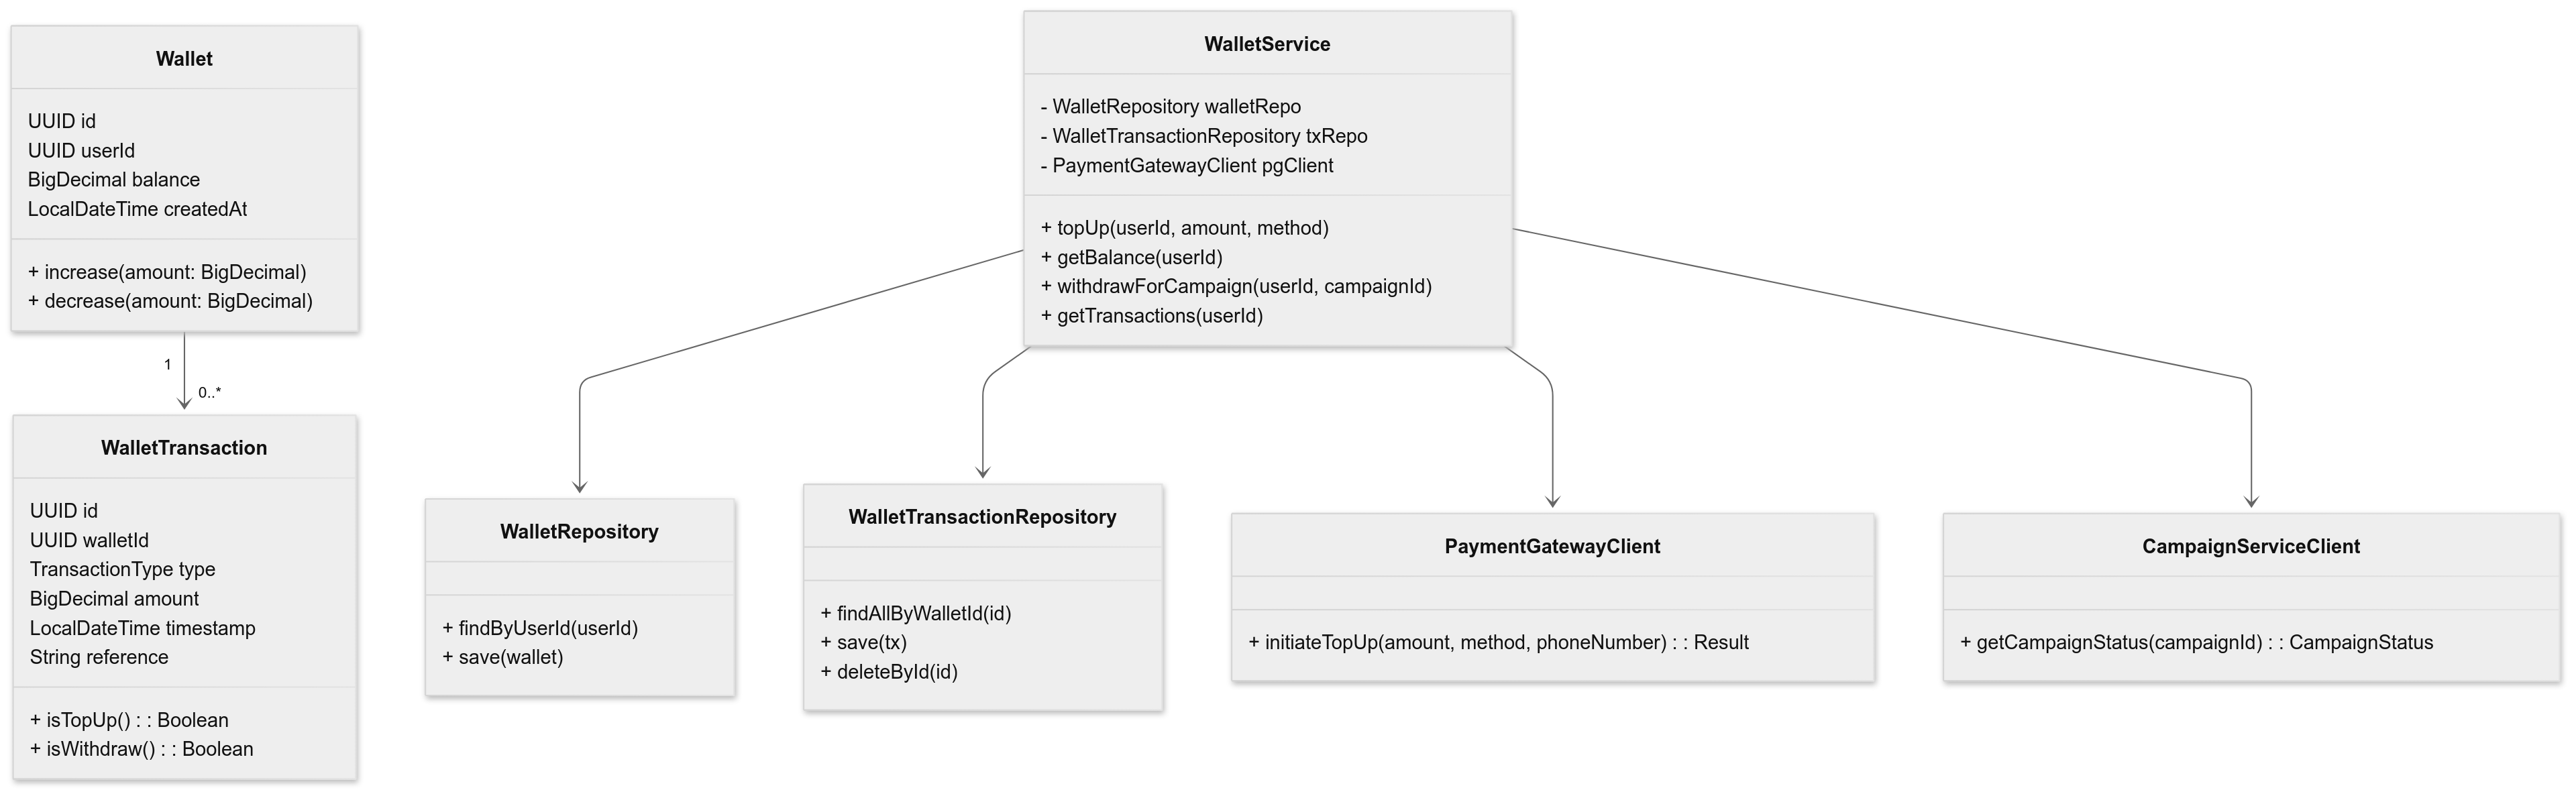 Wallet
UUID id
UUID userId
BigDecimal balance
LocalDateTime createdAt
+ increase(amount: BigDecimal)
+ decrease(amount: BigDecimal)
1
0..*
WalletTransaction
UUID id
UUID walletId
TransactionType type
BigDecimal amount
LocalDateTime timestamp
String reference
+ isTopUp() : : Boolean
+ isWithdraw() : : Boolean
WalletService
- WalletRepository walletRepo
- WalletTransactionRepository txRepo
- PaymentGatewayClient pgClient
+ topUp(userId, amount, method)
+ getBalance(userId)
+ withdrawForCampaign(userId, campaignId)
+ getTransactions(userId)
WalletRepository
+ findByUserId(userId)
+ save(wallet)
WalletTransactionRepository
+ findAllByWalletId(id)
+ save(tx)
+ deleteById(id)
PaymentGatewayClient
+ initiateTopUp(amount, method, phoneNumber) : : Result
CampaignServiceClient
+ getCampaignStatus(campaignId) : : CampaignStatus